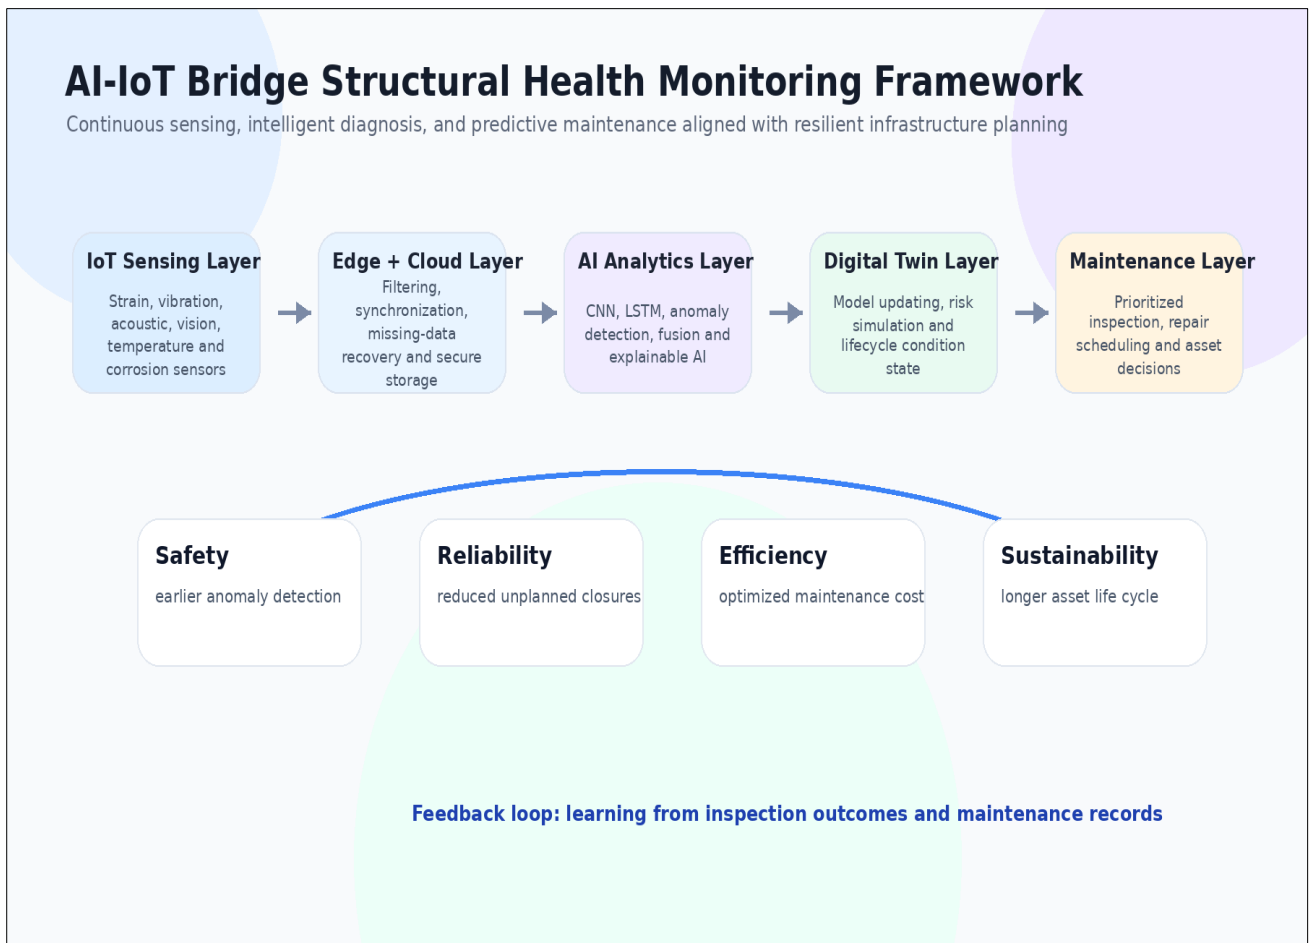 AI-IoT Bridge Structural Health Monitoring Framework
Continuous sensing, intelligent diagnosis, and predictive maintenance aligned with resilient infrastructure planning
IoT Sensing Layer
Strain, vibration,
acoustic, vision,
temperature and
corrosion sensors
Edge + Cloud Layer
Filtering,
synchronization,
missing-data
recovery and secure
storage
AI Analytics Layer
CNN, LSTM, anomaly
detection, fusion and
explainable AI
Digital Twin Layer
Model updating, risk
simulation and
lifecycle condition
state
Maintenance Layer
Prioritized
inspection, repair
scheduling and asset
decisions
Safety
earlier anomaly detection
Reliability
reduced unplanned closures
Efficiency
optimized maintenance cost
Sustainability
longer asset life cycle
Feedback loop: learning from inspection outcomes and maintenance records